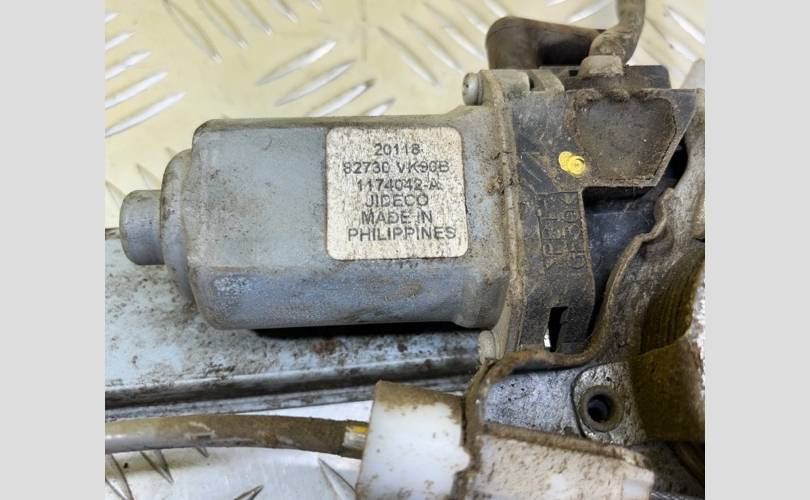 20118
82730 VK90B
1174042-A
JIDECO
MADE IN
PHILIPPINES